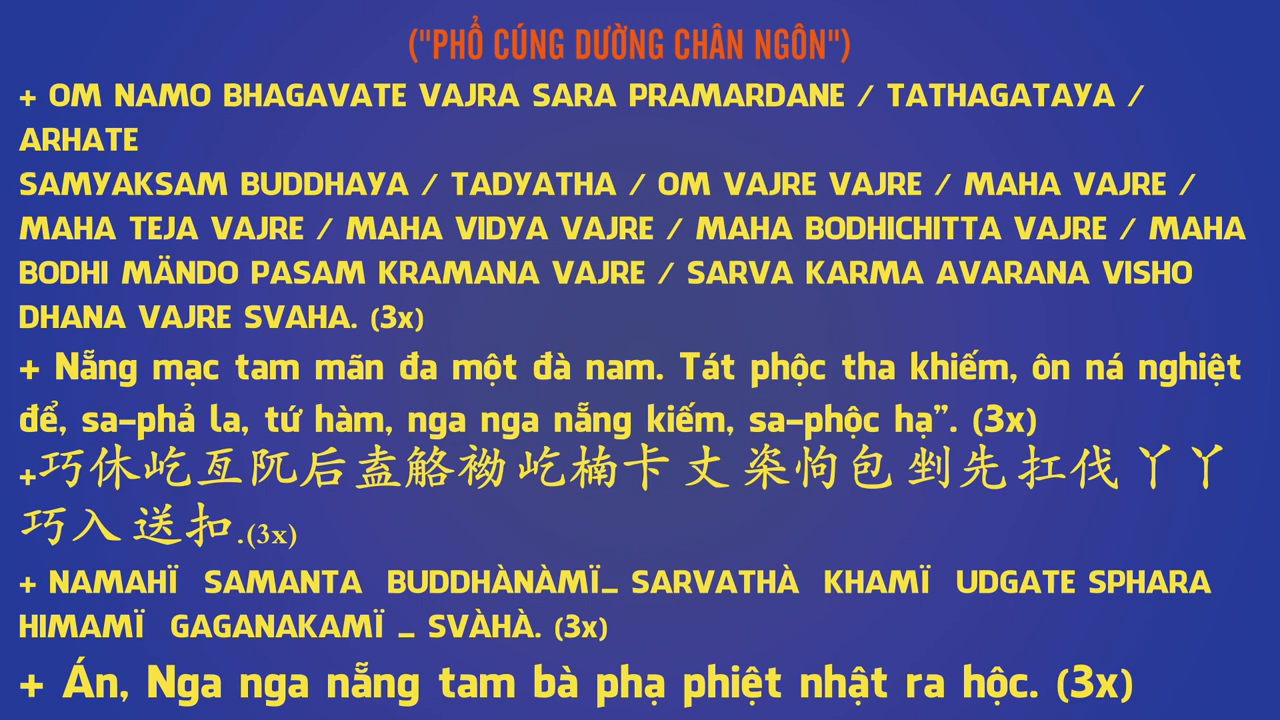 ("PHỔ CÚNG DƯỜNG CHÂN NGÔN")
+ OM NAMO BHAGAVATE VAJRA SARA PRAMARDANE / TATHAGATAYA /
ARHATE
SAMYAKSAM BUDDHAYA / TADYATHA / OM VAJRE VAJRE / MAHA VAJRE /
MAHA TEJA VAJRE / MAHA VIDYA VAJRE / MAHA BODHICHITTA VAJRE / MAHA
BODHI MÄNDO PASAM KRAMANA VAJRE / SARVA KARMA AVARANA VISHO
DHANA VAJRE SVAHA. (3x)
+ Nẵng mạc tam mãn đa một đà nam. Tát phộc tha khiếm, ôn ná nghiệt
để, sa-phả la, tứ hàm, nga nga nẵng kiếm, sa-phộc hạ”. (3x)
+巧休屹亙阢后盍觡袎屹楠卡丈桼怐包剉先扛伐丫丫
巧入送扣.(3x)
+ NAMAHÏ SAMANTA BUDDHÀNÀMÏ_ SARVATHÀ KHAMÏ UDGATE SPHARA
HIMAMÏ GAGANAKAMÏ _ SVÀHÀ. (3x)
+ Án, Nga nga nẵng tam bà phạ phiệt nhật ra hộc. (3x)